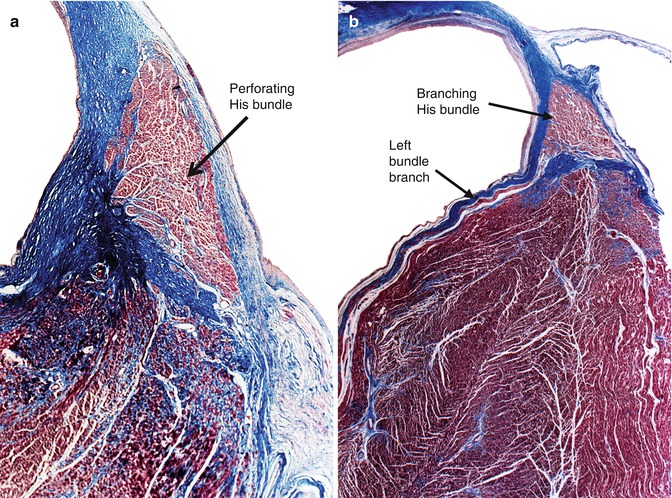 a
Perforating
His bundle
b
Branching
His bundle
Left
bundle
branch